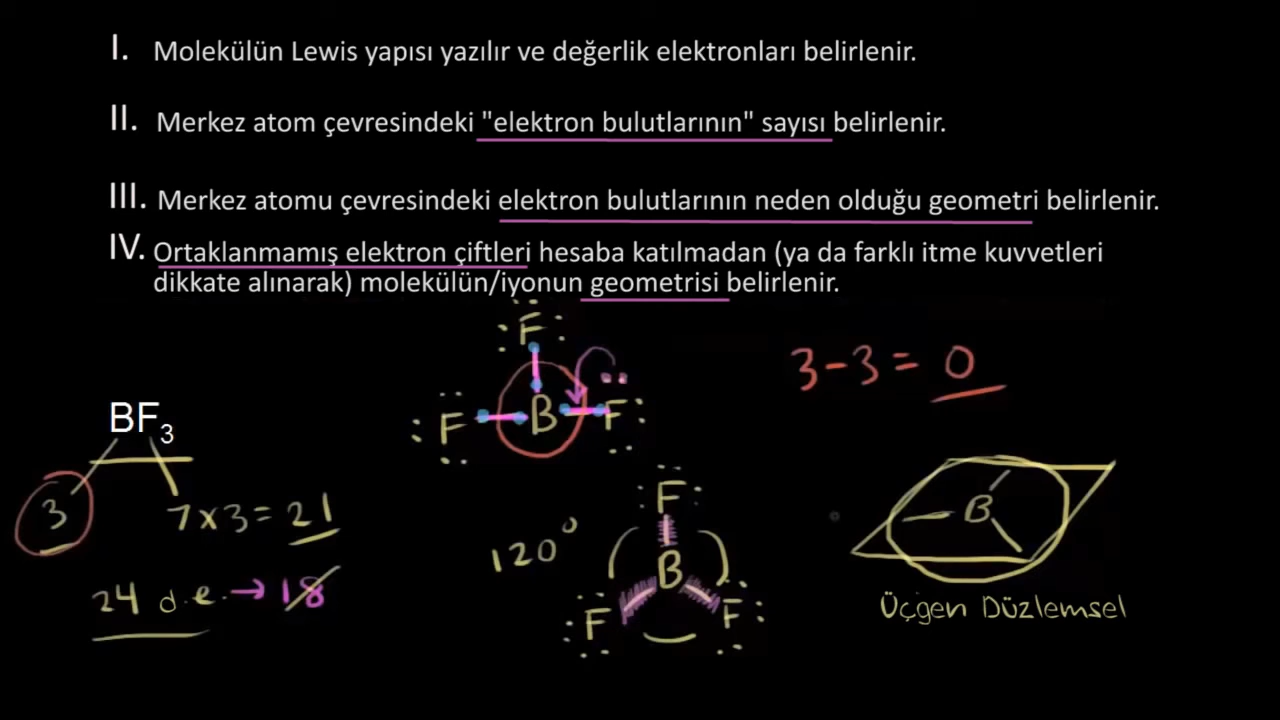 I. Molekülün Lewis yapısı yazılır ve değerlik elektronları belirlenir.
II. Merkez atom çevresindeki "elektron bulutlarının" sayısı belirlenir.
III. Merkez atomu çevresindeki elektron bulutlarının neden olduğu geometri belirlenir.
IV. Ortaklanmamış elektron çiftleri hesaba katılmadan (ya da farklı itme kuvvetleri
dikkate alınarak) molekülün/iyonun geometrisi belirlenir.
F
3-3=0
BF₃
F B F
3 7x3=21
24 d.e. → 18
120°
F
B
F F
B
Üçgen Düzlemsel